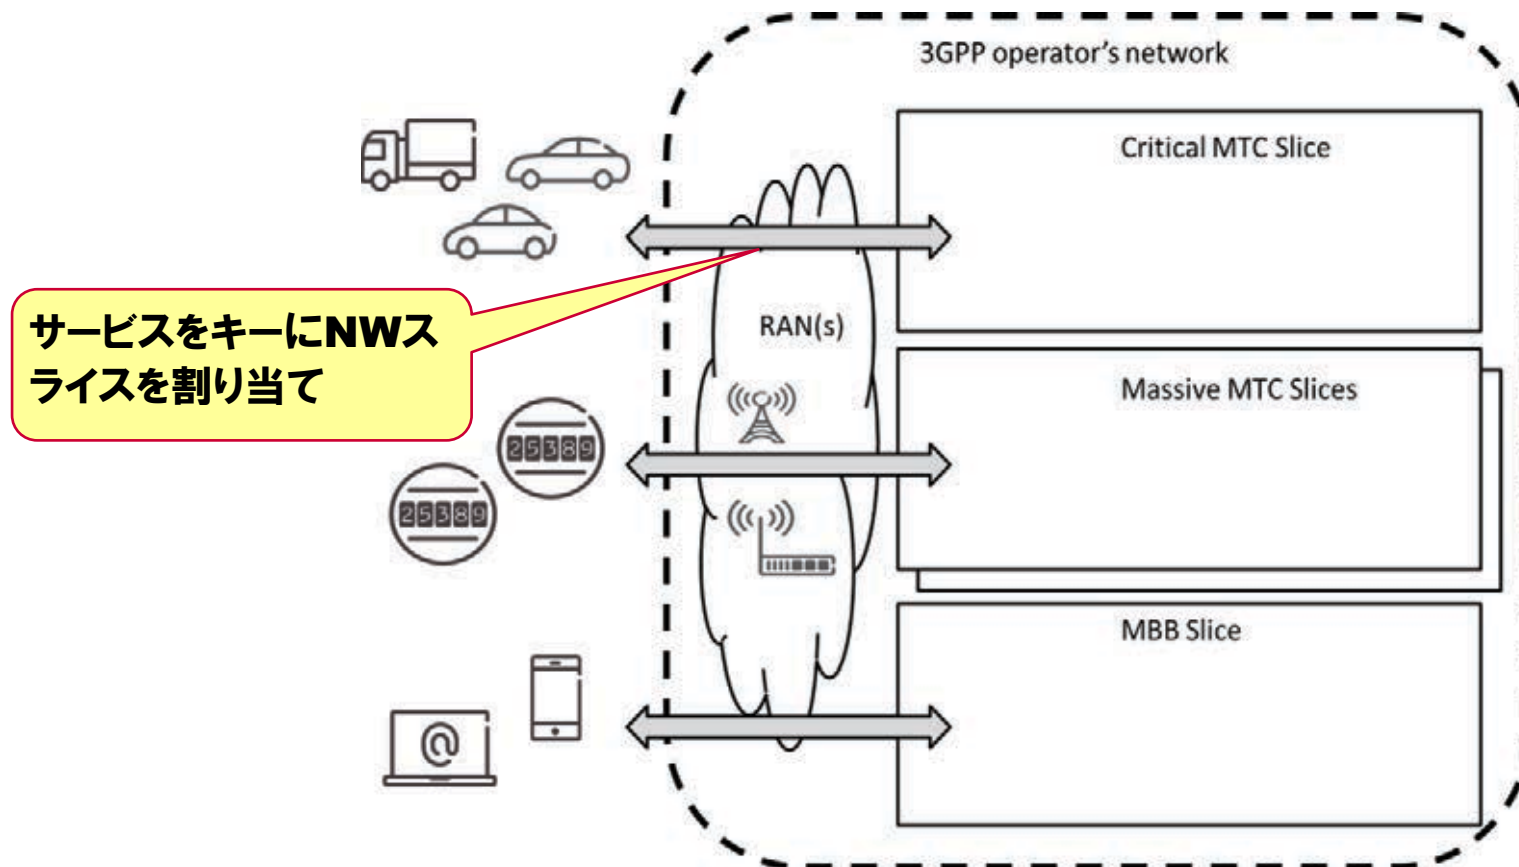 3GPP operator's network
Critical MTC Slice
サービスをキーにNWス
ライスを割り当て
RAN(s)
Massive MTC Slices
25389
25389
MBB Slice
@